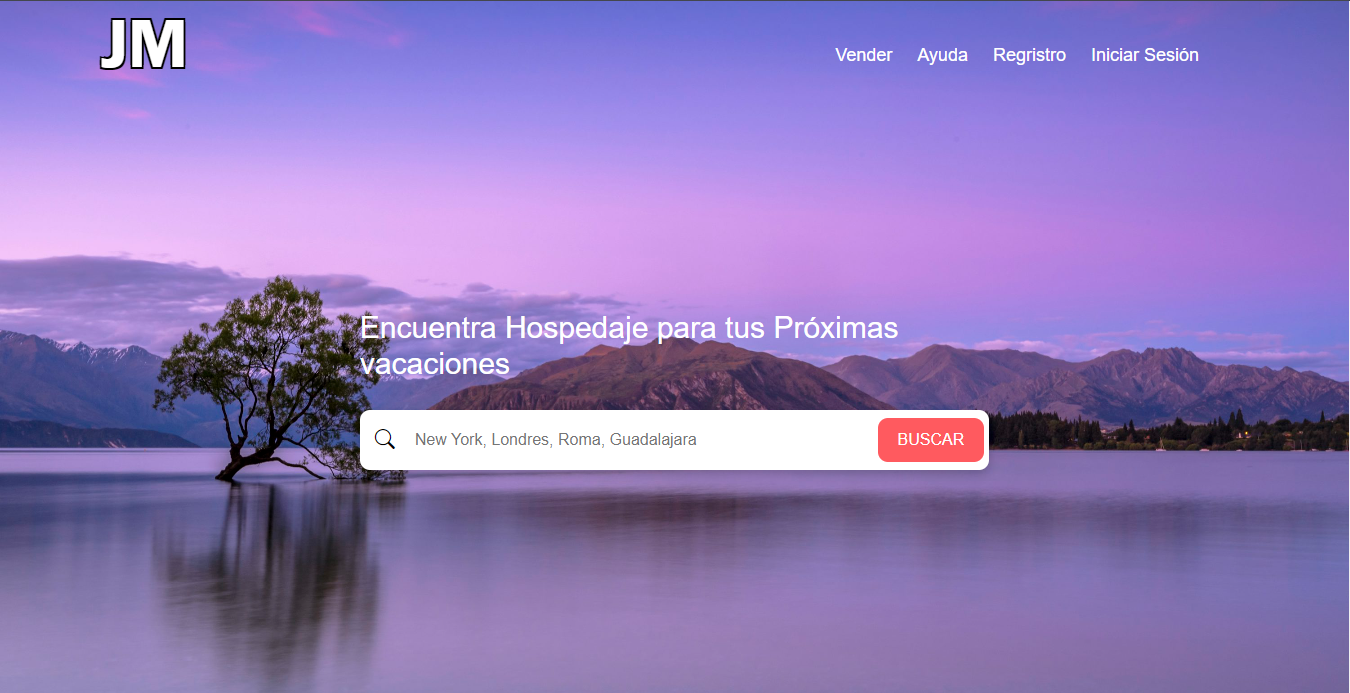 JM
Vender Ayuda Regristro Iniciar Sesión
Encuentra Hospedaje para tus Próximas
vacaciones
New York, Londres, Roma, Guadalajara BUSCAR